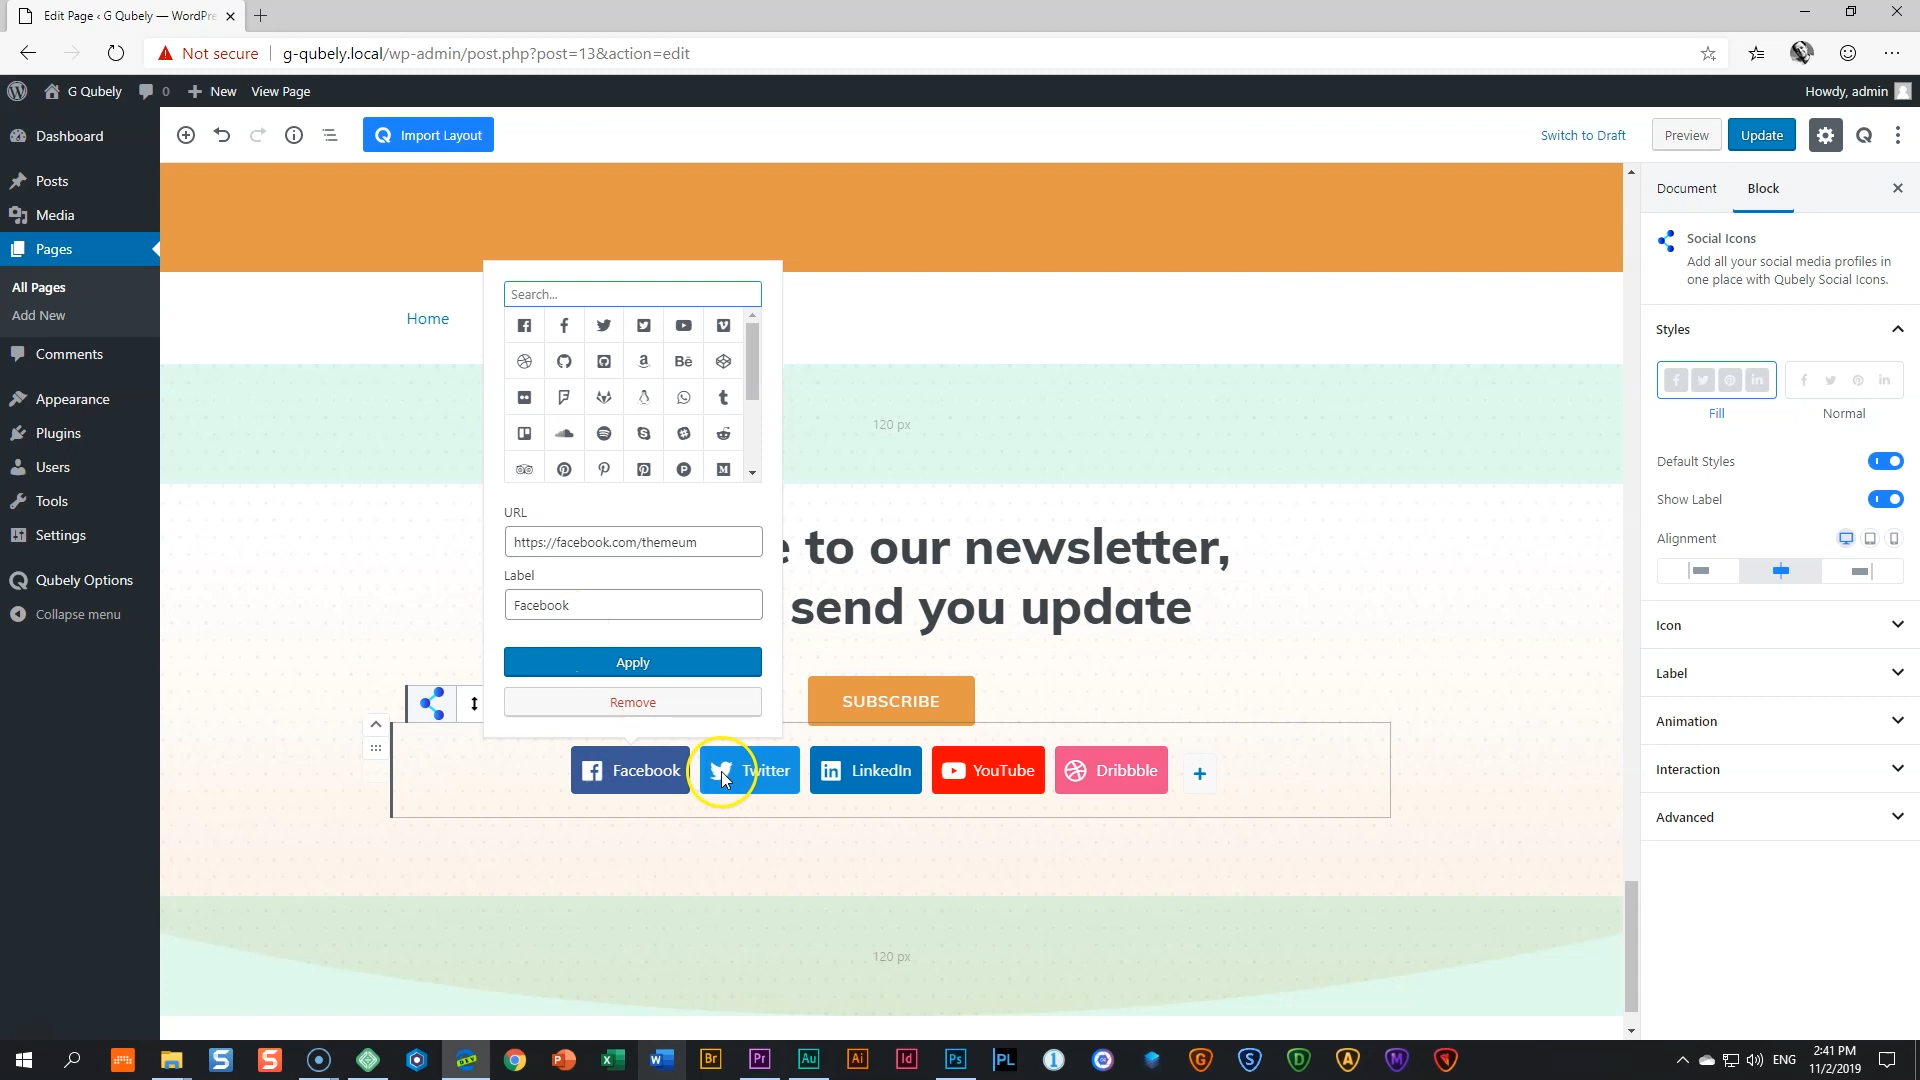 Edit Page ‹ G Qubely — WordPre
Not secure
g-qubely.local/wp-admin/post.php?post=13&action=edit
G Qubely
0
New
View Page
Howdy, admin
Dashboard
Posts
Media
Pages
All Pages
Add New
Comments
Appearance
Plugins
Users
Tools
Settings
Qubely Options
Collapse menu
Import Layout
Switch to Draft
Preview
Update
Home
Search...
URL
https://facebook.com/themeum
Label
Facebook
Apply
Remove
120 px
e to our newsletter,
send you update
SUBSCRIBE
Facebook
Twitter
LinkedIn
YouTube
Dribbble
120 px
Document
Block
Social Icons
Add all your social media profiles in
one place with Qubely Social Icons.
Styles
Fill
Normal
Default Styles
Show Label
Alignment
Icon
Label
Animation
Interaction
Advanced
ENG
2:41 PM
11/2/2019